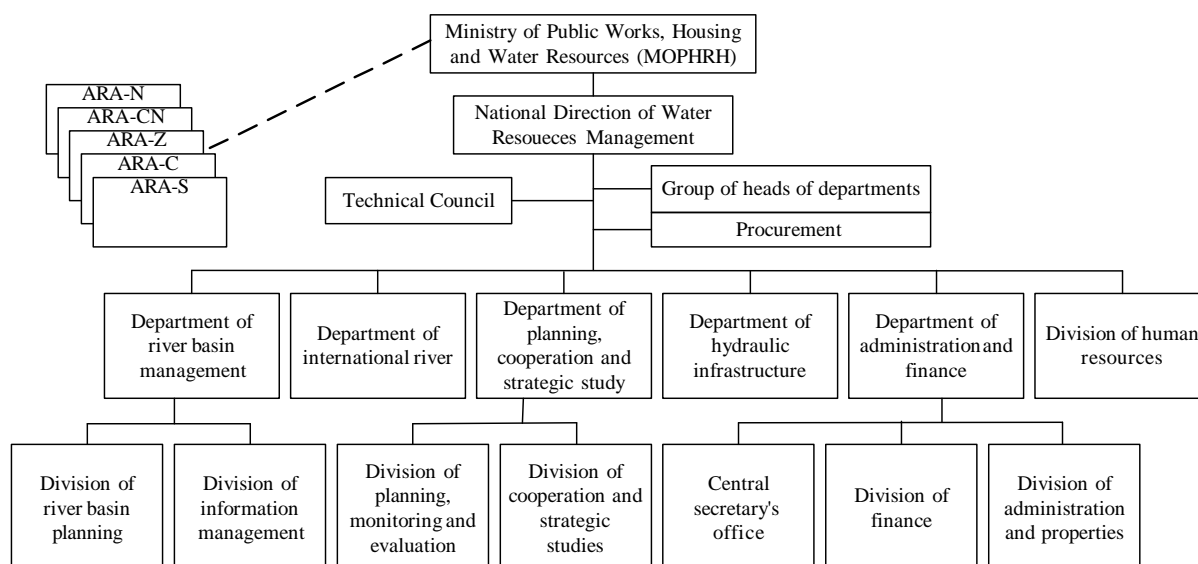 Ministry of Public Works, Housing
and Water Resources (MOPHRH)
ARA-N
ARA-CN
ARA-Z
ARA-C
ARA-S
National Direction of Water
Resoueces Management
Technical Council
Group of heads of departments
Procurement
Department of
river basin
management
Department of
international river
Department of
planning,
cooperation and
strategic study
Department of
hydraulic
infrastructure
Department of
administration and
finance
Division of human
resources
Division of
river basin
planning
Division of
information
management
Division of
planning,
monitoring and
evaluation
Division of
cooperation and
strategic
studies
Central
secretary's
office
Division of
finance
Division of
administration
and properties